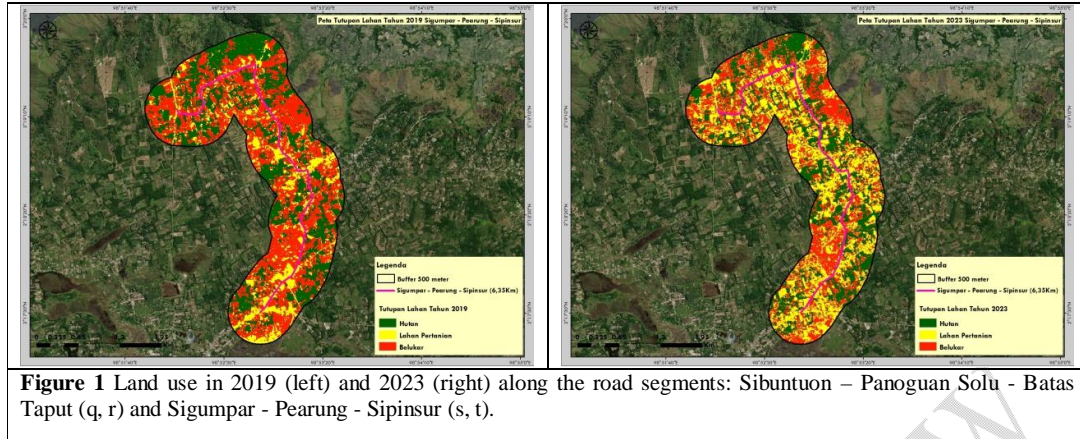 Peta Tutupan Lahan Tahun 2019 Sigumpar - Pearung - Sipinsur
Legenda
Buffer 500 meter
Sigumpar - Pearung - Sipinsur (6,35Km)
Tutupan Lahan Tahun 2019
Hutan
Lahan Pertanian
Belukar
Peta Tutupan Lahan Tahun 2023 Sigumpar - Pearung - Sipinsur
Legenda
Buffer 500 meter
Sigumpar - Pearung - Sipinsur (6,35Km)
Tutupan Lahan Tahun 2023
Hutan
Lahan Pertanian
Belukar
Figure 1 Land use in 2019 (left) and 2023 (right) along the road segments: Sibuntuon – Panoguan Solu - Batas
Taput (q, r) and Sigumpar - Pearung - Sipinsur (s, t).